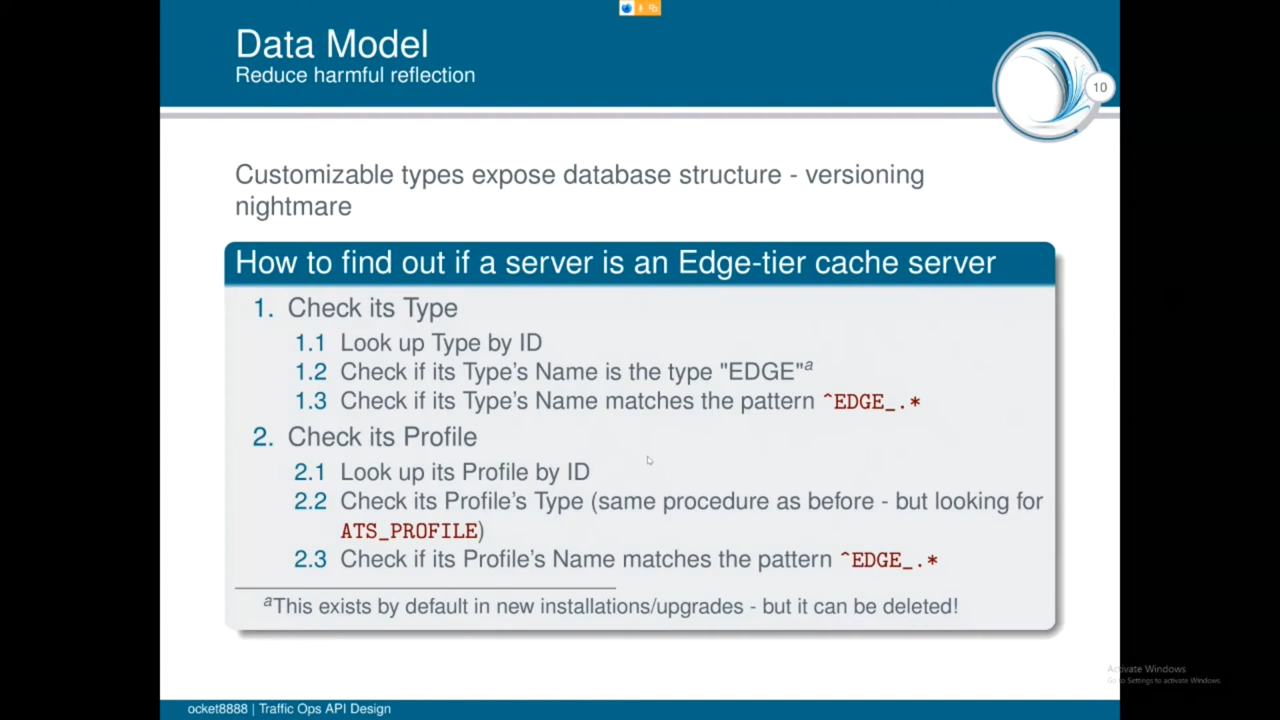 Data Model
Reduce harmful reflection
10
Customizable types expose database structure - versioning
nightmare
How to find out if a server is an Edge-tier cache server
1. Check its Type
1.1 Look up Type by ID
1.2 Check if its Type's Name is the type "EDGE"a
1.3 Check if its Type's Name matches the pattern ^EDGE_.*
2. Check its Profile
2.1 Look up its Profile by ID
2.2 Check its Profile's Type (same procedure as before - but looking for
ATS_PROFILE)
2.3 Check if its Profile's Name matches the pattern ^EDGE_.*
aThis exists by default in new installations/upgrades - but it can be deleted!
Activate Windows
Go to Settings to activate Windows.
ocket8888 | Traffic Ops API Design